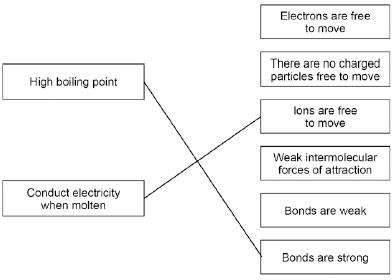 High boiling point
Conduct electricity
when molten
Electrons are free
to move
There are no charged
particles free to move
Ions are free
to move
Weak intermolecular
forces of attraction
Bonds are weak
Bonds are strong